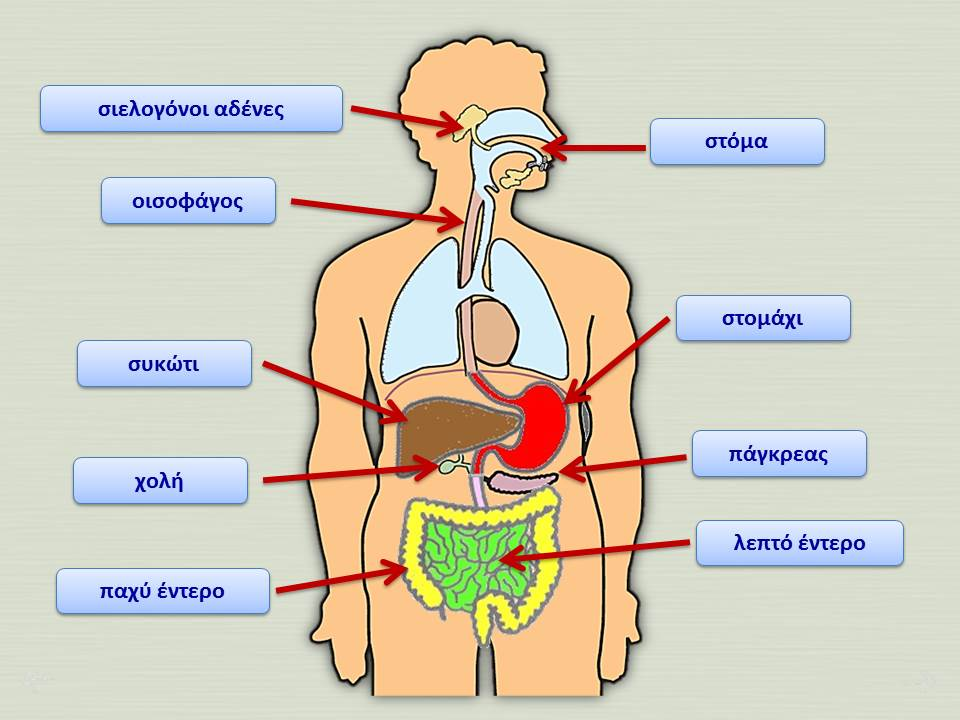 σιελογόνοι αδένες
στόμα
οισοφάγος
στομάχι
συκώτι
πάγκρεας
χολή
λεπτό έντερο
παχύ έντερο